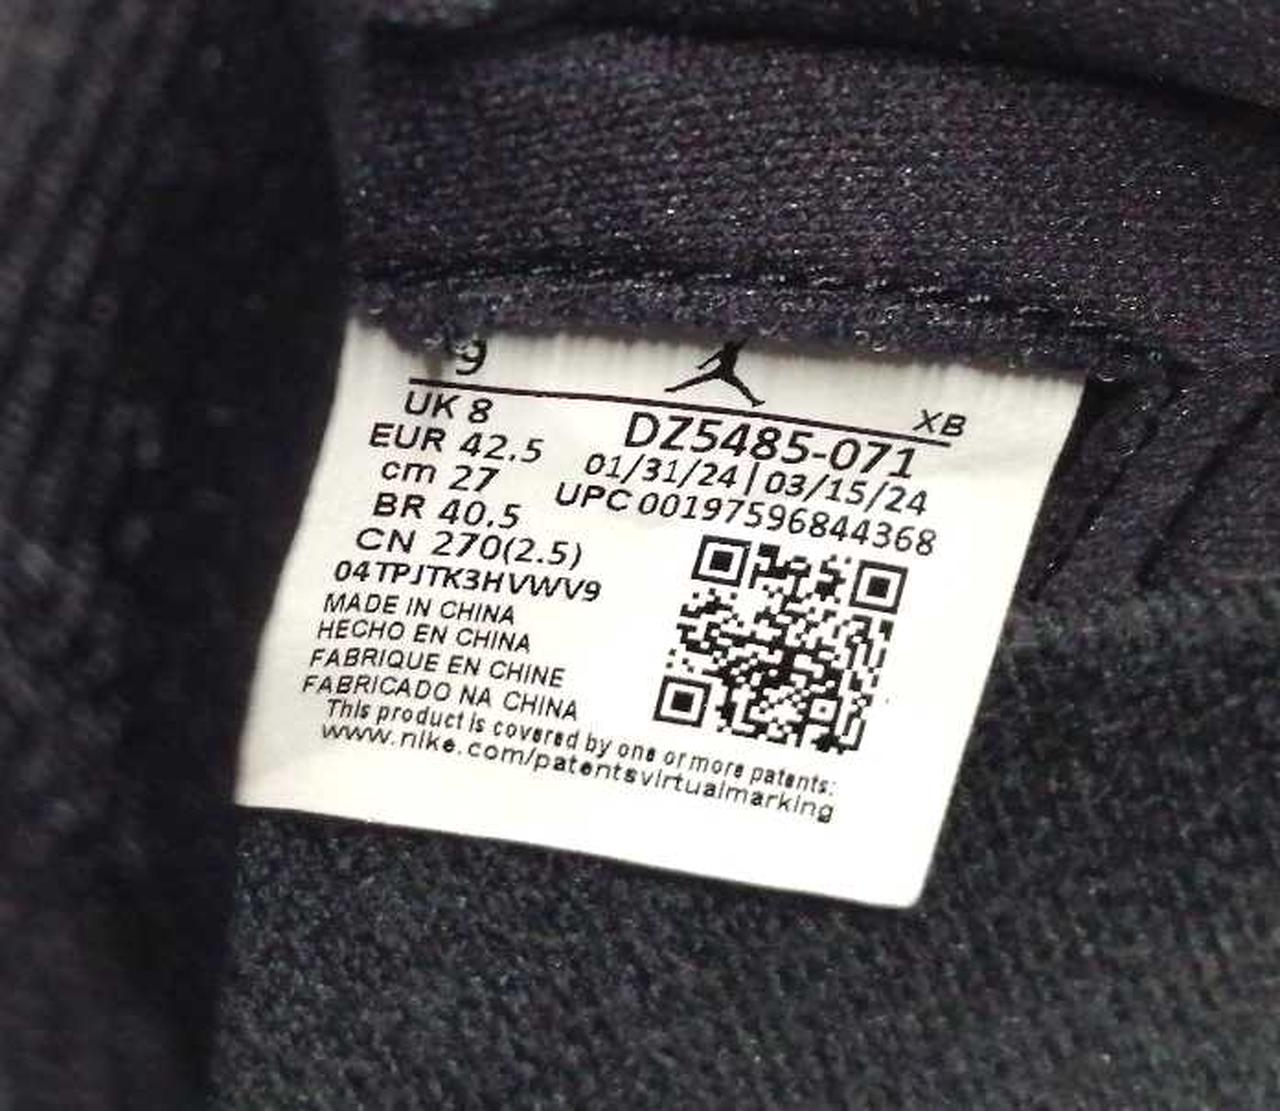 9
XB
UK 8
EUR 42.5
cm 27
BR 40.5
CN 270(2.5)
04TPJTK3HVWV9
MADE IN CHINA
HECHO EN CHINA
FABRIQUE EN CHINE
FABRICADO NA CHINA
DZ5485-071
01/31/24 | 03/15/24
UPC 00197596844368
This product is covered by one or more patents:
www.nike.com/patentsvirtualmarking